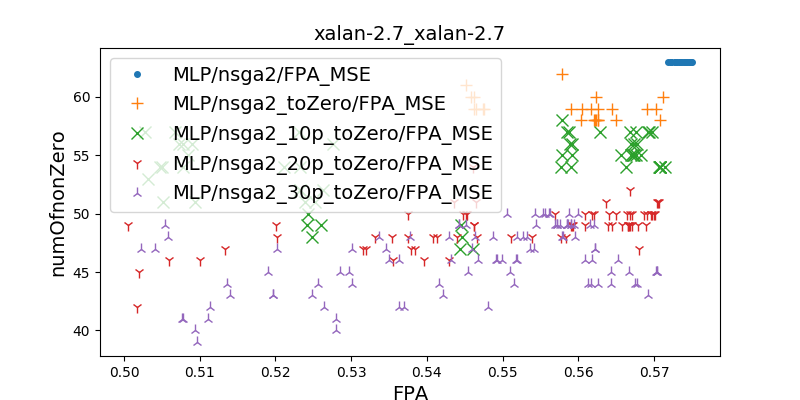 xalan-2.7_xalan-2.7
MLP/nsga2/FPA_MSE
MLP/nsga2_toZero/FPA_MSE
MLP/nsga2_10p_toZero/FPA_MSE
MLP/nsga2_20p_toZero/FPA_MSE
MLP/nsga2_30p_toZero/FPA_MSE
numOfnonZero
60
55
50
45
40
0.50 0.51 0.52 0.53 0.54 0.55 0.56 0.57
FPA